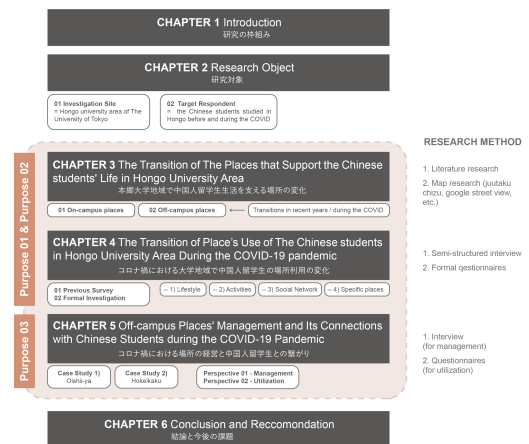 CHAPTER 1 Introduction
研究の枠組み
CHAPTER 2 Research Object
研究対象
01 Investigation Site
= Hongo university area of The
University of Tokyo
02 Target Respondent
= the Chinese students studied in
Hongo before and during the COVID
RESEARCH METHOD
Purpose 01 & Purpose 02
CHAPTER 3 The Transition of The Places that Support the Chinese
students' Life in Hongo University
Area
本郷大学地域で中国人留学生生活を支える場所の変化
01 On-campus places
02 Off-campus places
Transitions in recent years / during the COVID
1. Literature research
2. Map research (juutaku
chizu, google street view,
etc.)
CHAPTER 4 The Transition of Place's Use of The Chinese students
in Hongo University Area During the COVID-19 pandemic
コロナ禍における大学地域で中国人留学生の場所利用の変化
01 Previous Survey
02 Formal Investigation
-- 1) Lifestyle
-- 2) Activities
-- 3) Social Network
-- 4) Specific places
1. Semi-structured interview
2. Formal qestionnaires
Purpose 03
CHAPTER 5 Off-campus Places' Management and Its Connections
with Chinese Students during the COVID-19 Pandemic
コロナ禍における場所の経営と中国人留学生との繋がり
Case Study 1)
Oishii-ya
Case Study 2)
Hokeikaku
Perspective 01 - Management
Perspective 02 - Utilization
1. Interview
(for management)
2. Questionnaires
(for utilization)
CHAPTER 6 Conclusion and Reccomondation
結論と今後の課題